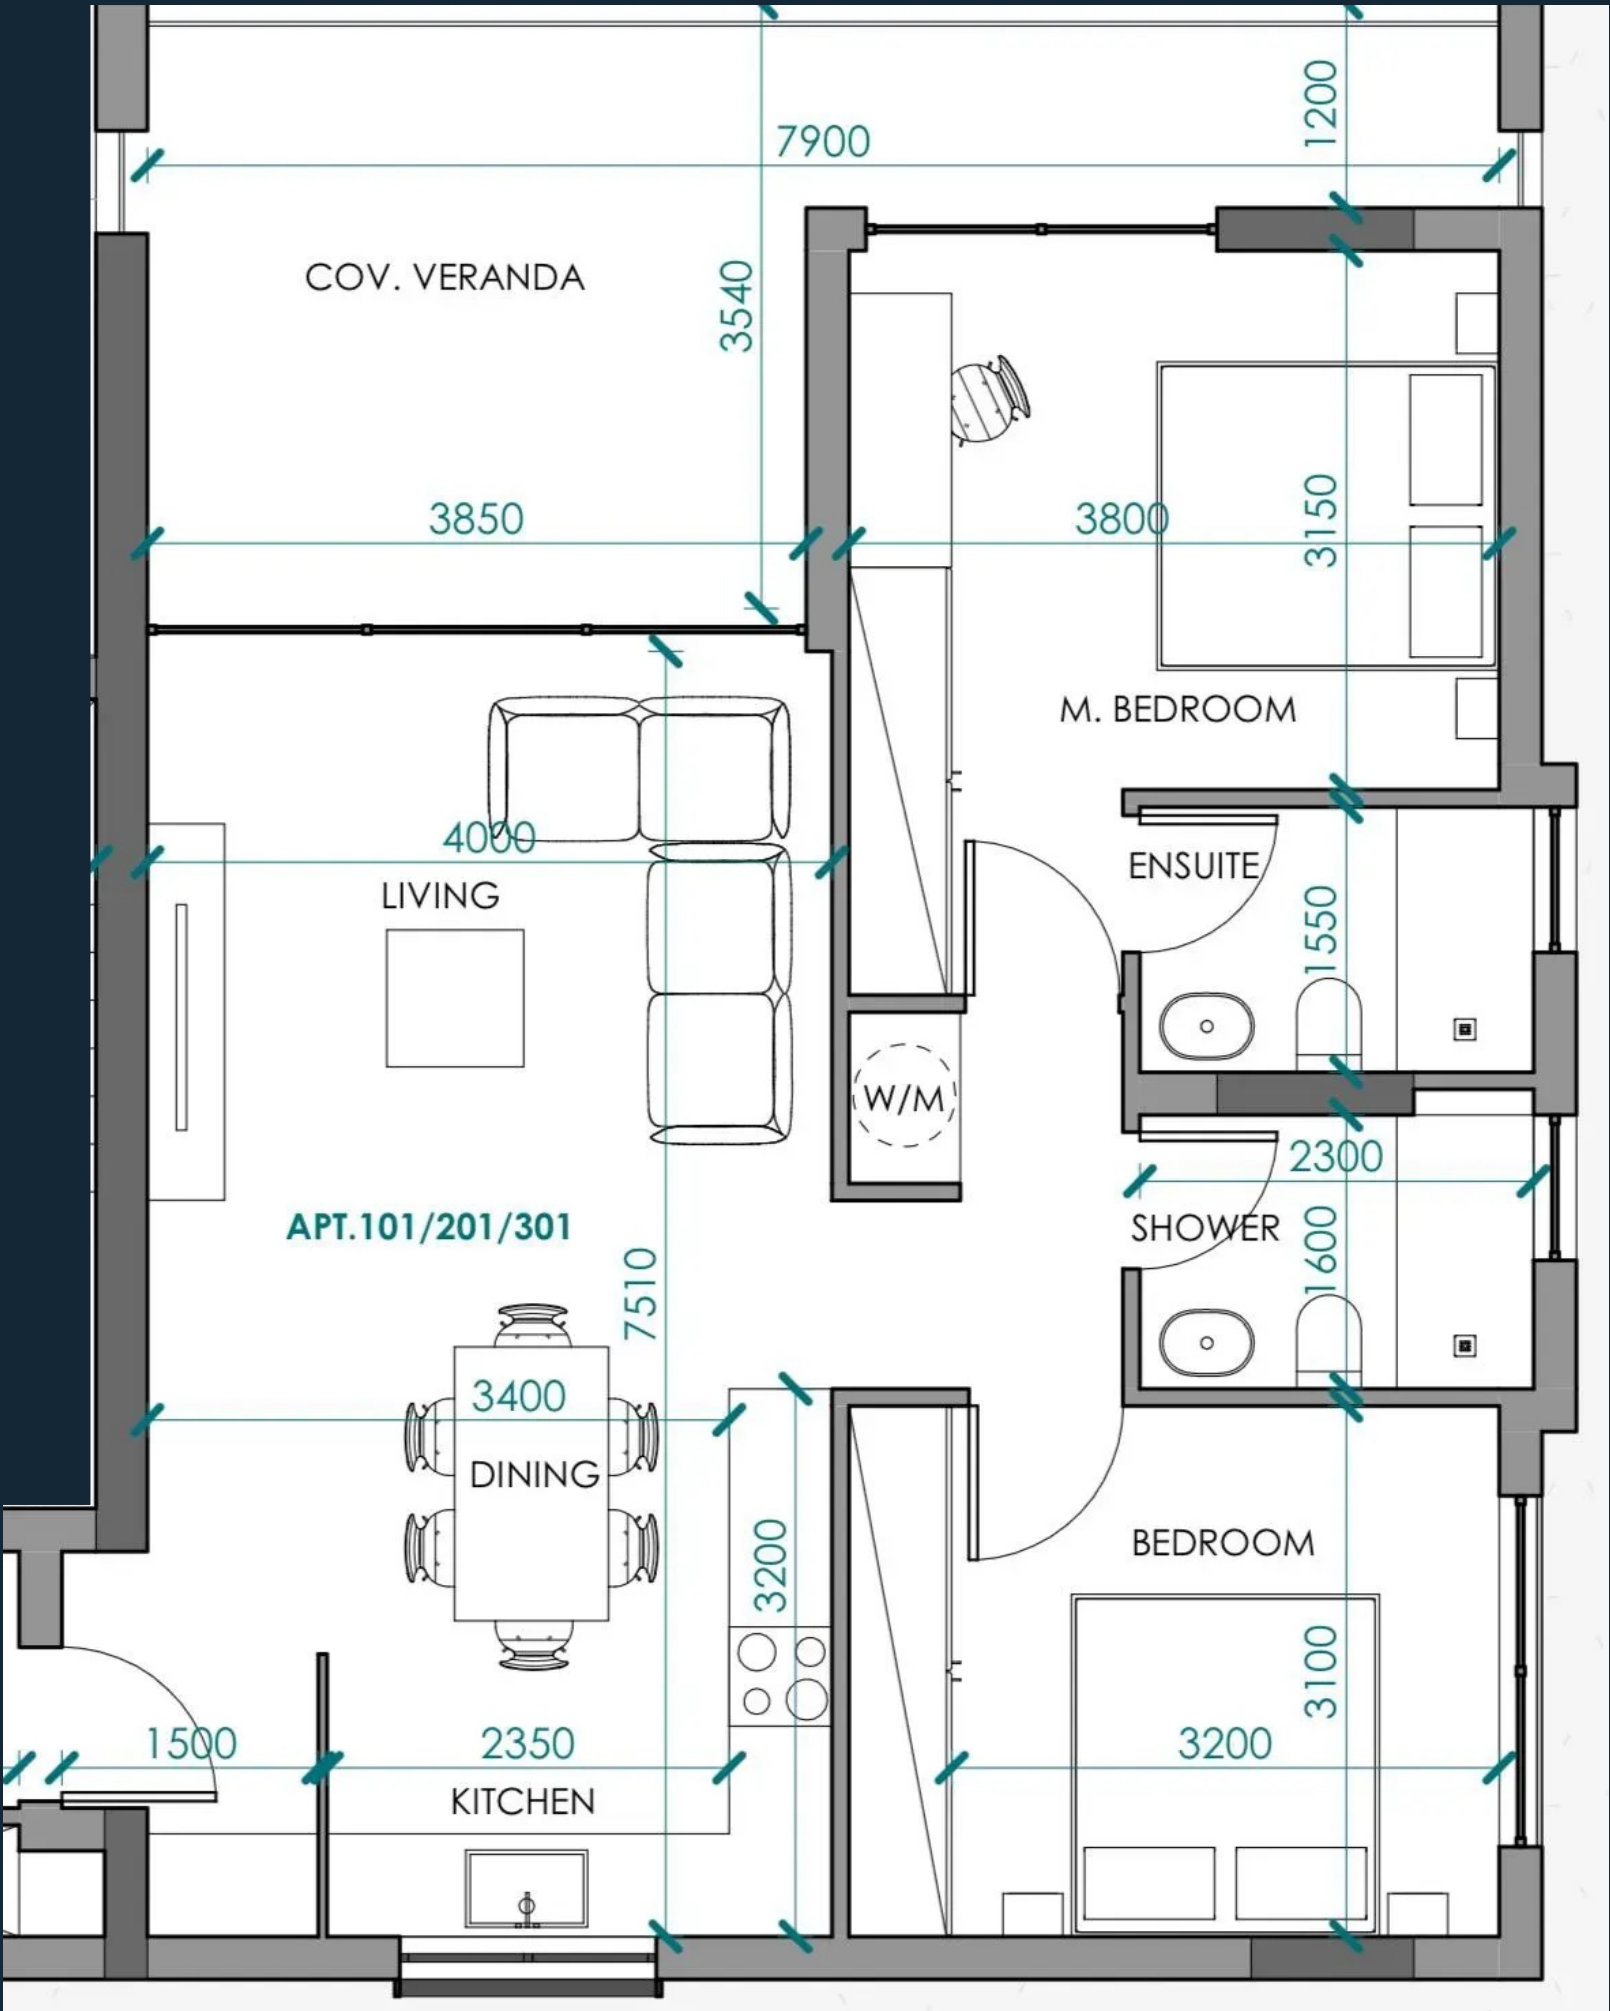 1200
7900
COV. VERANDA
3540
3850
3800
3150
M. BEDROOM
4000
LIVING
ENSUITE
1550
W/M
2300
APT.101/201/301
SHOWER
1600
7510
3400
DINING
3200
BEDROOM
3100
1500
2350
3200
KITCHEN